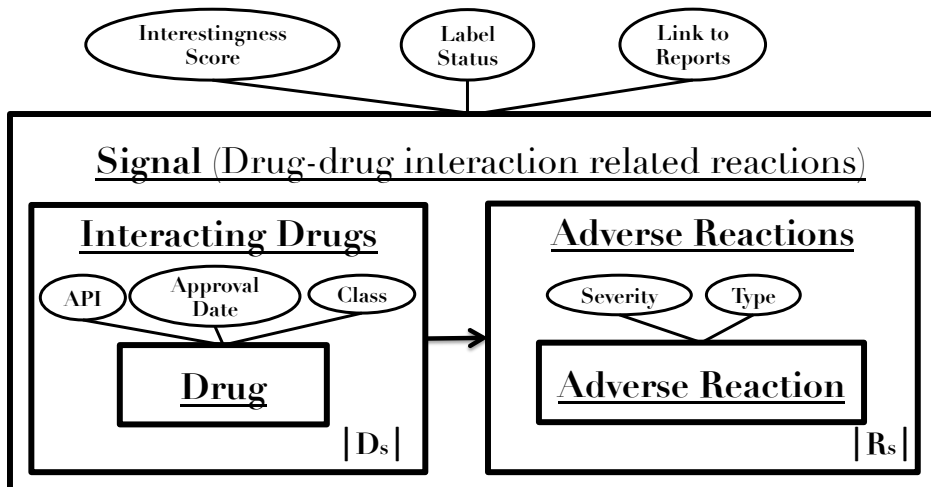 Interestingness
Score
Label
Status
Link to
Reports
Signal (Drug-drug interaction related reactions)
Interacting Drugs
API
Approval
Date
Class
Drug
|Ds|
Adverse Reactions
Severity
Type
Adverse Reaction
|Rs|